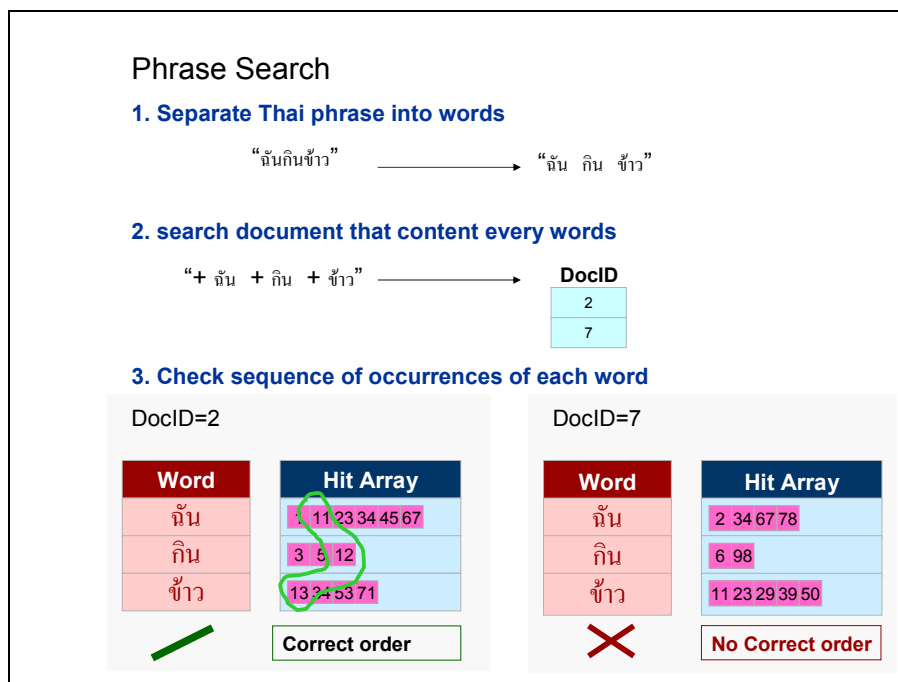 Phrase Search
1. Separate Thai phrase into words
“ฉันกินข้าว” “ฉัน กิน ข้าว”
2. search document that content every words
“+ ฉัน + กิน + ข้าว” DocID
2
7
3. Check sequence of occurrences of each word
DocID=2
Word Hit Array
ฉัน 1 11 23 34 45 67
กิน 3 5 12
ข้าว 13 34 53 71
Correct order
DocID=7
Word Hit Array
ฉัน 2 34 67 78
กิน 6 98
ข้าว 11 23 29 39 50
No Correct order